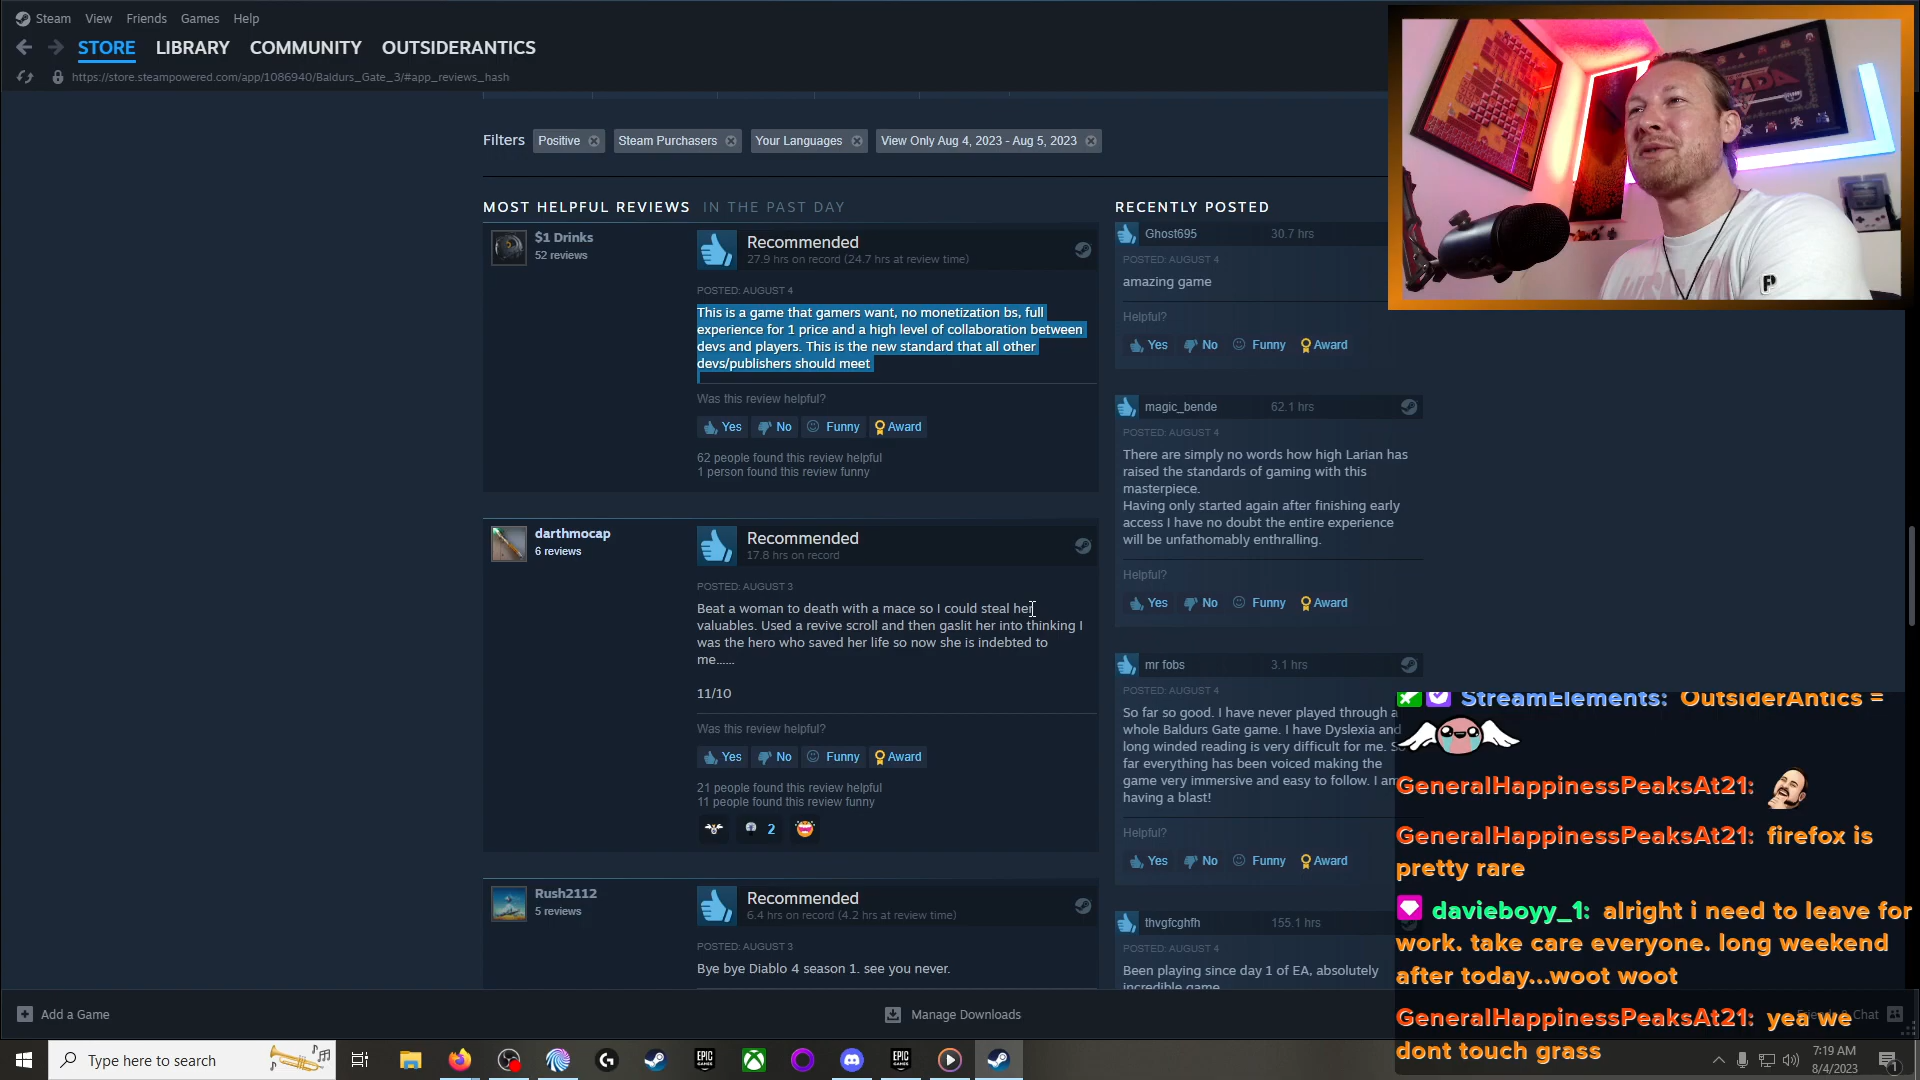 Steam View Friends Games Help
STORE LIBRARY COMMUNITY OUTSIDERANTICS
https://store.steampowered.com/app/1086940/Baldurs_Gate_3/#app_reviews_hash
Filters Positive Steam Purchasers Your Languages View Only Aug 4, 2023 - Aug 5, 2023
MOST HELPFUL REVIEWS IN THE PAST DAY
$1 Drinks
52 reviews
Recommended
27.9 hrs on record (24.7 hrs at review time)
POSTED: AUGUST 4
This is a game that gamers want, no monetization bs, full
experience for 1 price and a high level of collaboration between
devs and players. This is the new standard that all other
devs/publishers should meet
Was this review helpful?
Yes No Funny Award
62 people found this review helpful
1 person found this review funny
darthmocap
6 reviews
Recommended
17.8 hrs on record
POSTED: AUGUST 3
Beat a woman to death with a mace so I could steal her
valuables. Used a revive scroll and then gaslit her into thinking I
was the hero who saved her life so now she is indebted to
me......
11/10
Was this review helpful?
Yes No Funny Award
21 people found this review helpful
11 people found this review funny
2
Rush2112
5 reviews
Recommended
6.4 hrs on record (4.2 hrs at review time)
POSTED: AUGUST 3
Bye bye Diablo 4 season 1. see you never.
RECENTLY POSTED
Ghost695 30.7 hrs
POSTED: AUGUST 4
amazing game
Helpful?
Yes No Funny Award
magic_bende 62.1 hrs
POSTED: AUGUST 4
There are simply no words how high Larian has
raised the standards of gaming with this
masterpiece.
Having only started again after finishing early
access I have no doubt the entire experience
will be unfathomably enthralling.
Helpful?
Yes No Funny Award
mr fobs 3.1 hrs
POSTED: AUGUST 4
So far so good. I have never played through a
whole Baldurs Gate game. I have Dyslexia and
long winded reading is very difficult for me. So
far everything has been voiced making the
game very immersive and easy to follow. I am
having a blast!
Helpful?
Yes No Funny Award
thvgfcghfh 155.1 hrs
POSTED: AUGUST 4
Been playing since day 1 of EA, absolutely
incredible game
StreamElements: OutsiderAntics =
GeneralHappinessPeaksAt21:
GeneralHappinessPeaksAt21: firefox is
pretty rare
davieboyy_1: alright i need to leave for
work. take care everyone. long weekend
after today...woot woot
GeneralHappinessPeaksAt21: yea we
dont touch grass
Add a Game
Manage Downloads
Chat
Type here to search
EPIC GAMES
EPIC GAMES
7:19 AM
8/4/2023
1